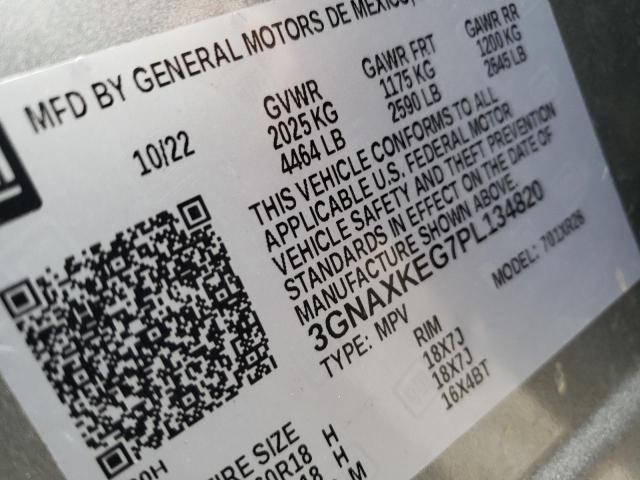 MFD BY GENERAL MOTORS DE MEXICO,
10/22
GVWR
2025 KG
4464 LB
GAWR FRT
1175 KG
2590 LB
GAWR RR
1200 KG
2645 LB
THIS VEHICLE CONFORMS TO ALL
APPLICABLE U.S. FEDERAL MOTOR
VEHICLE SAFETY AND THEFT PREVENTION
STANDARDS IN EFFECT ON THE DATE OF
MANUFACTURE SHOWN ABOVE.
3GNAXKEG7PL134820
TYPE: MPV
MODEL: 701XR26
RIM
18X7J
18X7J
16X4BT
TIRE SIZE
60R18 H
H
M